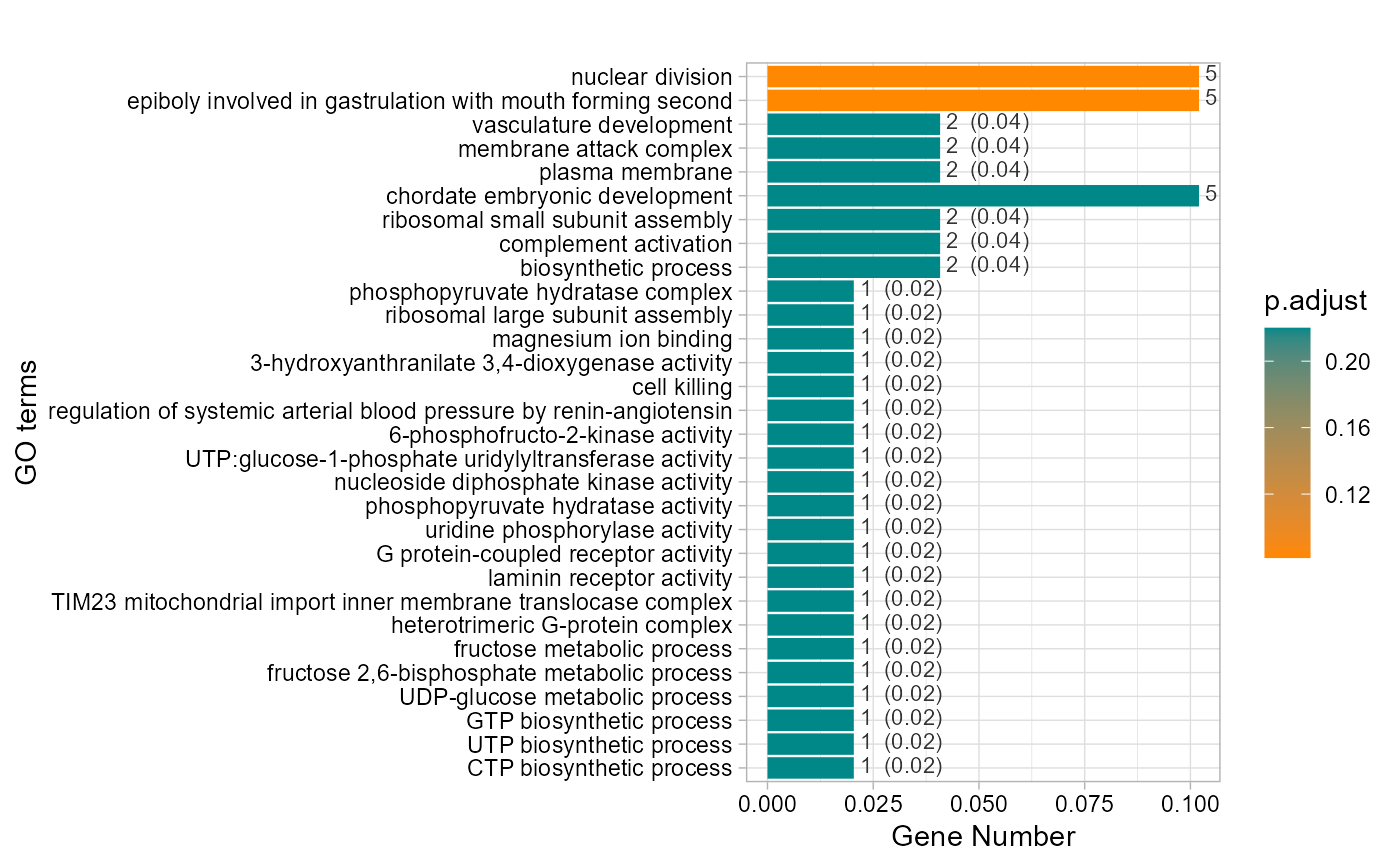 nuclear division 5
epiboly involved in gastrulation with mouth forming second 5
vasculature development 2 (0.04)
membrane attack complex 2 (0.04)
plasma membrane 2 (0.04)
chordate embryonic development 5
ribosomal small subunit assembly 2 (0.04)
complement activation 2 (0.04)
biosynthetic process 2 (0.04)
phosphopyruvate hydratase complex 1 (0.02)
ribosomal large subunit assembly 1 (0.02)
magnesium ion binding 1 (0.02)
3-hydroxyanthranilate 3,4-dioxygenase activity 1 (0.02)
cell killing 1 (0.02)
regulation of systemic arterial blood pressure by renin-angiotensin 1 (0.02)
6-phosphofructo-2-kinase activity 1 (0.02)
UTP:glucose-1-phosphate uridylyltransferase activity 1 (0.02)
nucleoside diphosphate kinase activity 1 (0.02)
phosphopyruvate hydratase activity 1 (0.02)
uridine phosphorylase activity 1 (0.02)
G protein-coupled receptor activity 1 (0.02)
laminin receptor activity 1 (0.02)
TIM23 mitochondrial import inner membrane translocase complex 1 (0.02)
heterotrimeric G-protein complex 1 (0.02)
fructose metabolic process 1 (0.02)
fructose 2,6-bisphosphate metabolic process 1 (0.02)
UDP-glucose metabolic process 1 (0.02)
GTP biosynthetic process 1 (0.02)
UTP biosynthetic process 1 (0.02)
CTP biosynthetic process 1 (0.02)
0.000 0.025 0.050 0.075 0.100
Gene Number
GO terms
p.adjust
0.20
0.16
0.12